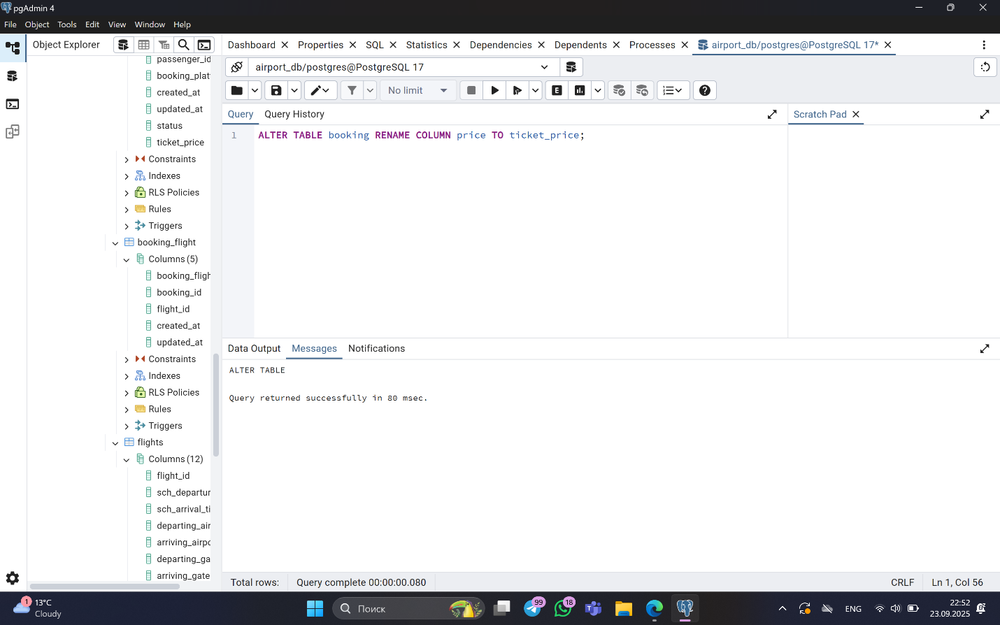 pgAdmin 4
File Object Tools Edit View Window Help
Object Explorer
Dashboard Properties SQL Statistics Dependencies Dependents Processes airport_db/postgres@PostgreSQL 17*
airport_db/postgres@PostgreSQL 17
No limit
E
Query Query History
Scratch Pad
1 ALTER TABLE booking RENAME COLUMN price TO ticket_price;
passenger_id
booking_plat
created_at
updated_at
status
ticket_price
Constraints
Indexes
RLS Policies
Rules
Triggers
booking_flight
Columns (5)
booking_fligh
booking_id
flight_id
created_at
updated_at
Constraints
Indexes
RLS Policies
Rules
Triggers
flights
Columns (12)
flight_id
sch_departur
sch_arrival_ti
departing_air
arriving_airpo
departing_ga
arriving_gate
Data Output Messages Notifications
ALTER TABLE
Query returned successfully in 80 msec.
Total rows: Query complete 00:00:00.080 CRLF Ln 1, Col 56
1
13°C
Cloudy
Поиск
99
18
ENG
22:52
23.09.2025